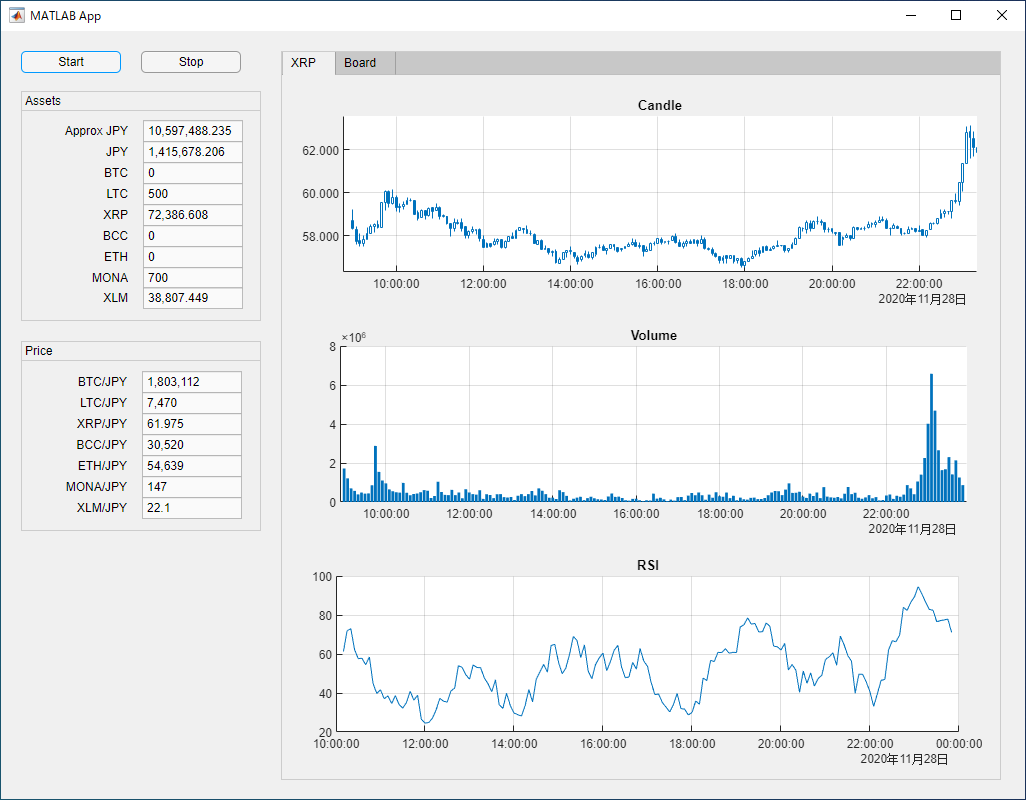 MATLAB App
Start Stop
Assets
Approx JPY 10,597,488.235
JPY 1,415,678.206
BTC 0
LTC 500
XRP 72,386.608
BCC 0
ETH 0
MONA 700
XLM 38,807.449
Price
BTC/JPY 1,803,112
LTC/JPY 7,470
XRP/JPY 61.975
BCC/JPY 30,520
ETH/JPY 54,639
MONA/JPY 147
XLM/JPY 22.1
XRP Board
Candle
62.000
60.000
58.000
10:00:00 12:00:00 14:00:00 16:00:00 18:00:00 20:00:00 22:00:00
2020年11月28日
Volume
×10⁶
8
6
4
2
0
10:00:00 12:00:00 14:00:00 16:00:00 18:00:00 20:00:00 22:00:00
2020年11月28日
RSI
100
80
60
40
20
10:00:00 12:00:00 14:00:00 16:00:00 18:00:00 20:00:00 22:00:00 00:00:00
2020年11月28日